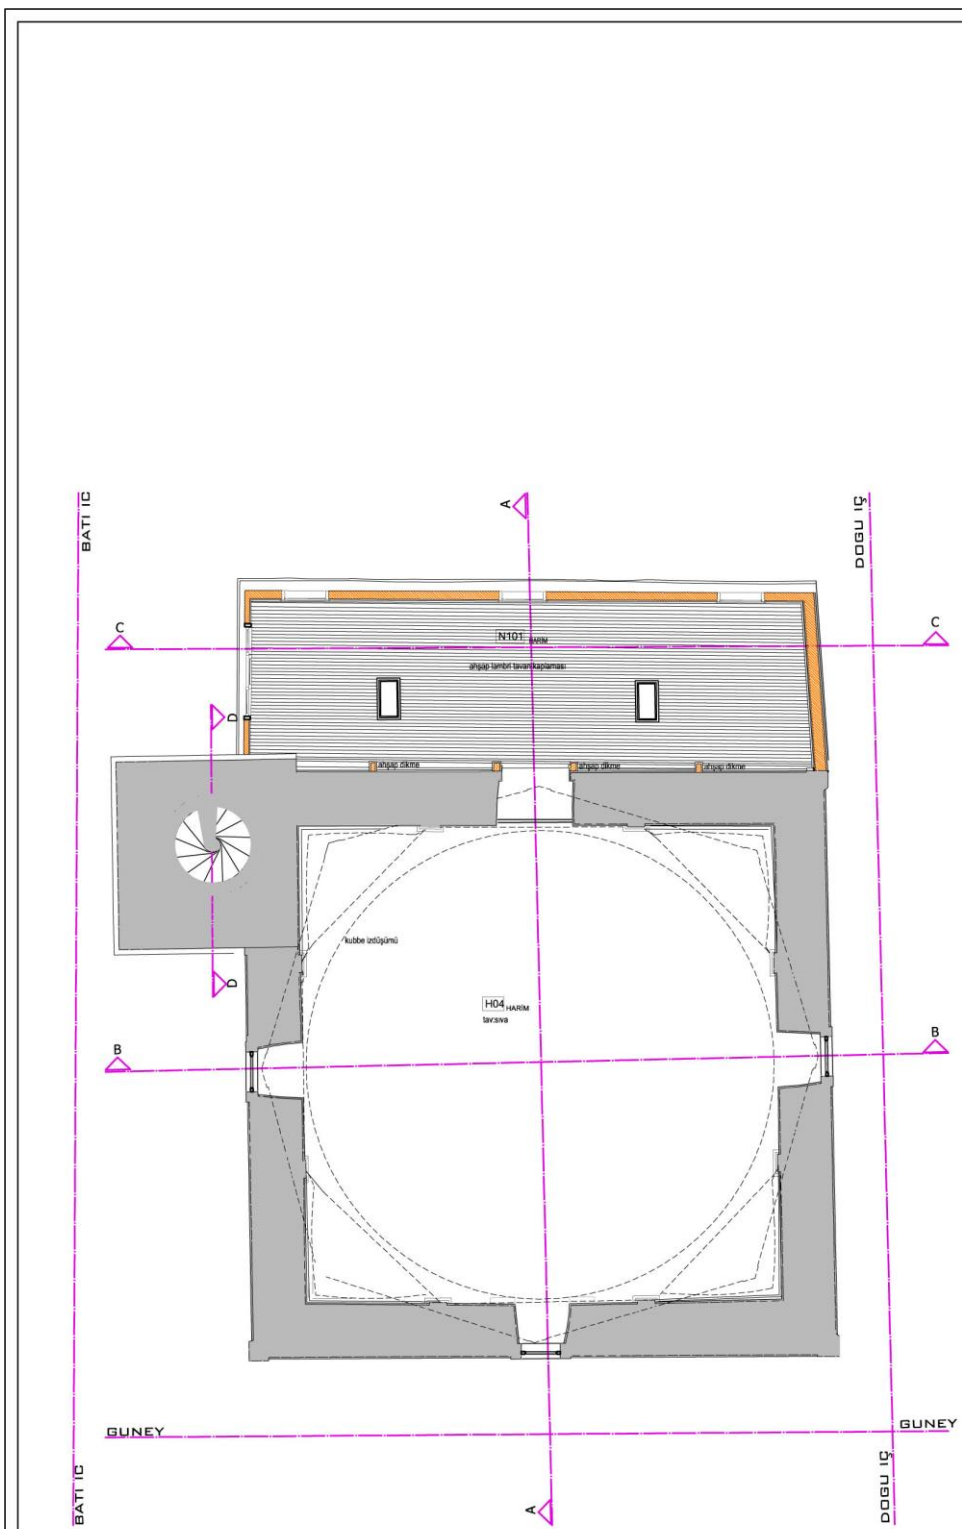 BATI IC
A
DOGU IÇ
C
C
N101 HARİM
ahşap lambri tavan kaplaması
D
ahşap dikme
ahşap dikme
ahşap dikme
kubbe izdüşümü
D
H04 HARİM
tav:sıva
B
B
GUNEY
GUNEY
BATI IC
A
DOGU IÇ